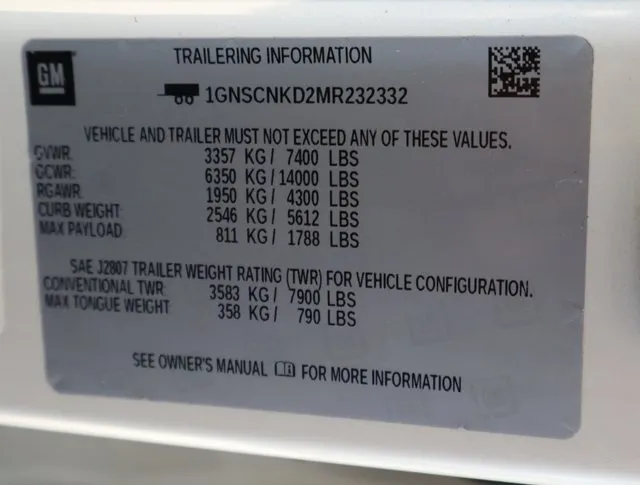 GM
TRAILERING INFORMATION
1GNSCNKD2MR232332
VEHICLE AND TRAILER MUST NOT EXCEED ANY OF THESE VALUES.
GVWR: 3357 KG/ 7400 LBS
GCWR: 6350 KG/ 14000 LBS
RGAWR: 1950 KG/ 4300 LBS
CURB WEIGHT: 2546 KG/ 5612 LBS
MAX PAYLOAD: 811 KG/ 1788 LBS
SAE J2807 TRAILER WEIGHT RATING (TWR) FOR VEHICLE CONFIGURATION.
CONVENTIONAL TWR: 3583 KG/ 7900 LBS
MAX TONGUE WEIGHT: 358 KG/ 790 LBS
SEE OWNER'S MANUAL FOR MORE INFORMATION